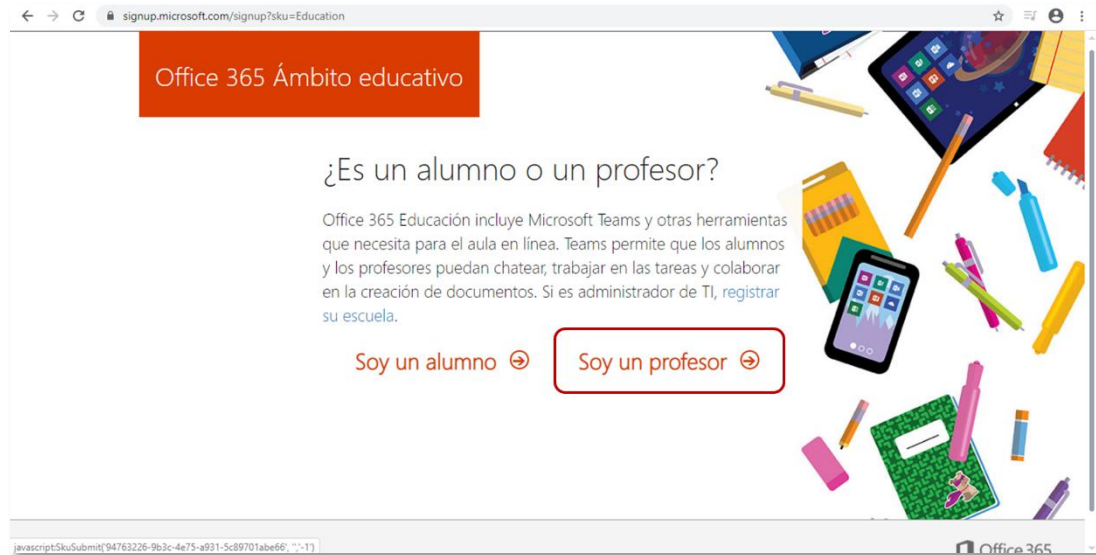 signup.microsoft.com/signup?sku=Education
Office 365 Ámbito educativo
¿Es un alumno o un profesor?
Office 365 Educación incluye Microsoft Teams y otras herramientas
que necesita para el aula en línea. Teams permite que los alumnos
y los profesores puedan chatear, trabajar en las tareas y colaborar
en la creación de documentos. Si es administrador de TI, registrar
su escuela.
Soy un alumno
Soy un profesor
javascript:SkuSubmit('94763226-9b3c-4e75-a931-5c89701abe66', '','-1')
Office 365